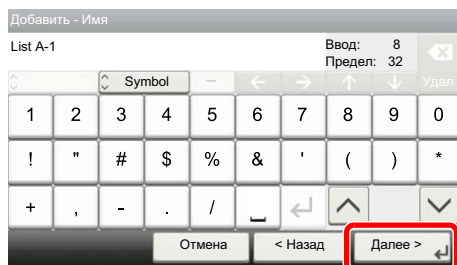 Добавить - Имя
List A-1
Ввод: 8
Предел: 32
Symbol
Удал
1 2 3 4 5 6 7 8 9 0
! " # $ % & ' ( ) *
+ , - . / ␣
Отмена < Назад Далее >